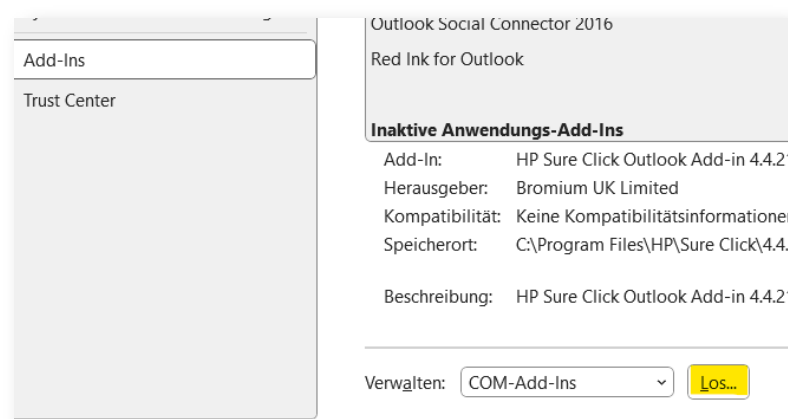 Add-Ins
Trust Center
Outlook Social Connector 2016
Red Ink for Outlook
Inaktive Anwendungs-Add-Ins
Add-In: HP Sure Click Outlook Add-in 4.4.21
Herausgeber: Bromium UK Limited
Kompatibilität: Keine Kompatibilitätsinformationen
Speicherort: C:\Program Files\HP\Sure Click\4.4.
Beschreibung: HP Sure Click Outlook Add-in 4.4.21
Verwalten: COM-Add-Ins Los...